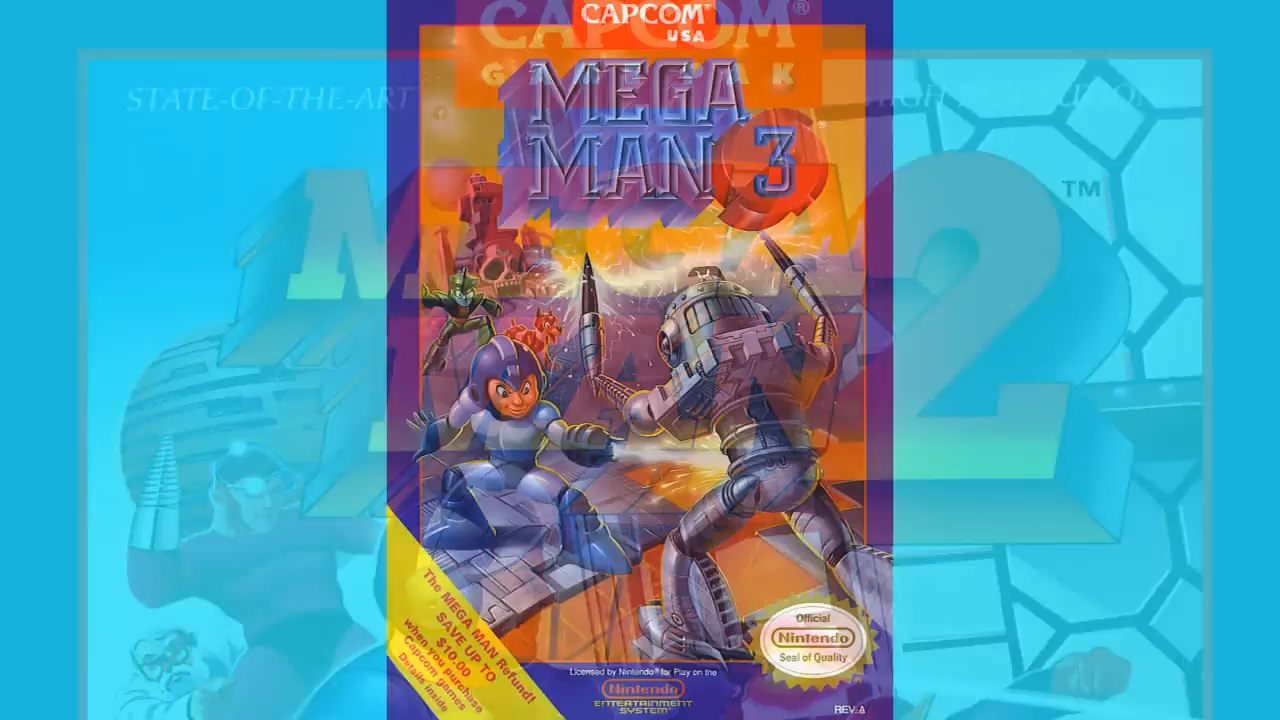 CAPCOM®
CAPCOM
USA
STATE-OF-THE-ART
MEGA
MAN 3
2
TM
The MEGA MAN Refund!
SAVE UP TO
$10.00
when you purchase
Capcom games
Details inside
Official
Nintendo
Seal of Quality
Licensed by Nintendo® for Play on the
Nintendo
ENTERTAINMENT
SYSTEM
REV-A